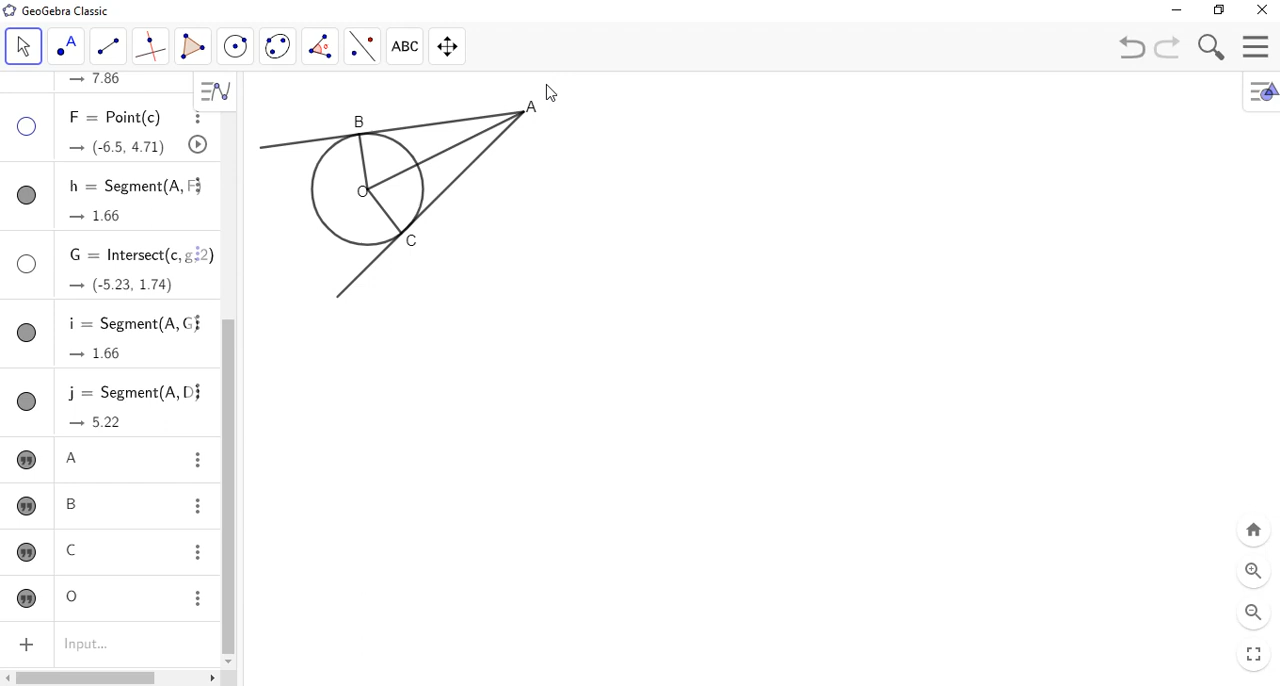 GeoGebra Classic
ABC
→ 7.86
F = Point(c)
→ (-6.5, 4.71)
h = Segment(A, F)
→ 1.66
G = Intersect(c, g, 2)
→ (-5.23, 1.74)
i = Segment(A, G)
→ 1.66
j = Segment(A, D)
→ 5.22
A
B
C
O
Input...
A
B
O
C